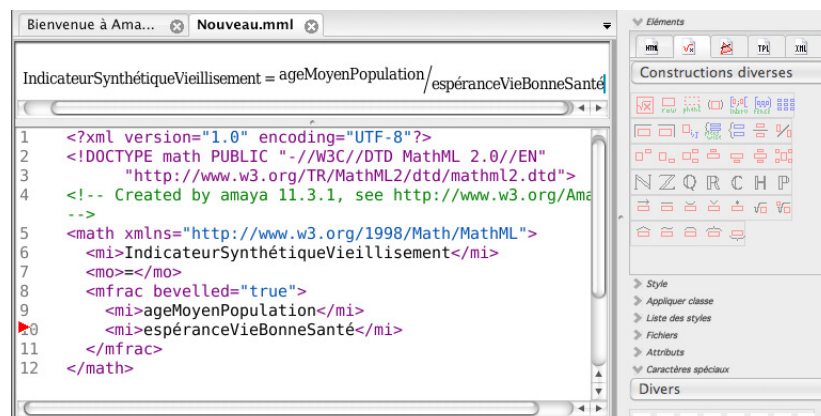 Bienvenue à Ama...
Nouveau.mml
IndicateurSynthétiqueVieillisement = ageMoyenPopulation/espéranceVieBonneSanté
1 <?xml version="1.0" encoding="UTF-8"?>
2 <!DOCTYPE math PUBLIC "-//W3C//DTD MathML 2.0//EN"
3 "http://www.w3.org/TR/MathML2/dtd/mathml2.dtd">
4 <!-- Created by amaya 11.3.1, see http://www.w3.org/Ama
-->
5 <math xmlns="http://www.w3.org/1998/Math/MathML">
6 <mi>IndicateurSynthétiqueVieillisement</mi>
7 <mo>=</mo>
8 <mfrac bevelled="true">
9 <mi>ageMoyenPopulation</mi>
10 <mi>espéranceVieBonneSanté</mi>
11 </mfrac>
12 </math>
Eléments
HTML TPL XML
Constructions diverses
N Z Q R C H P
Style
Appliquer classe
Liste des styles
Fichiers
Attributs
Caractères spéciaux
Divers